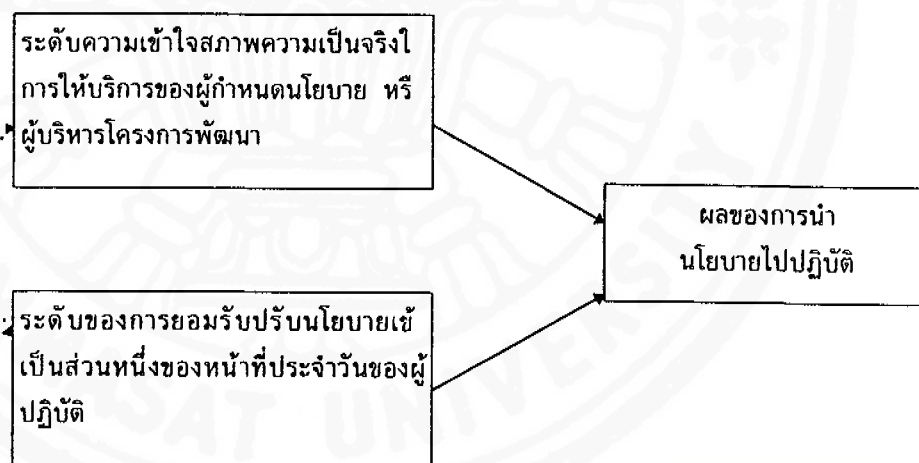 ระดับความเข้าใจสภาพความเป็นจริงใ
การให้บริการของผู้กำหนดนโยบาย หรื
ผู้บริหารโครงการพัฒนา
ผลของการนำ
นโยบายไปปฏิบัติ
ระดับของการยอมรับปรับนโยบายเข้
เป็นส่วนหนึ่งของหน้าที่ประจำวันของผู้
ปฏิบัติ
SAT UNIVERSITY